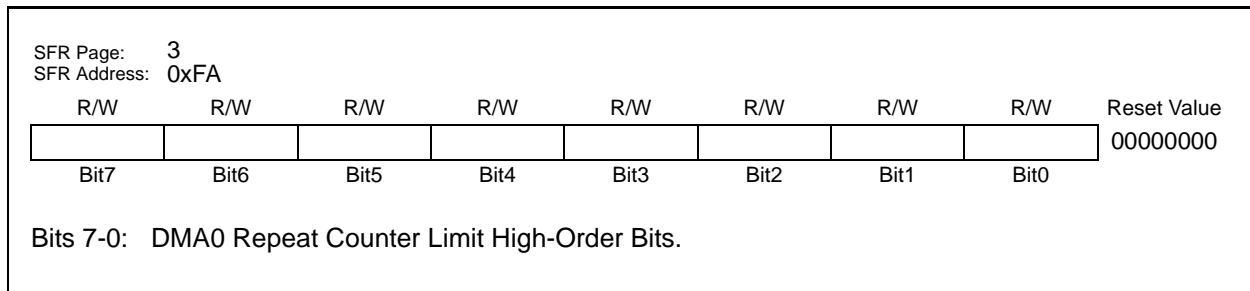 SFR Page: 3
SFR Address: 0xFA
R/W R/W R/W R/W R/W R/W R/W R/W Reset Value
00000000
Bit7 Bit6 Bit5 Bit4 Bit3 Bit2 Bit1 Bit0
Bits 7-0: DMA0 Repeat Counter Limit High-Order Bits.